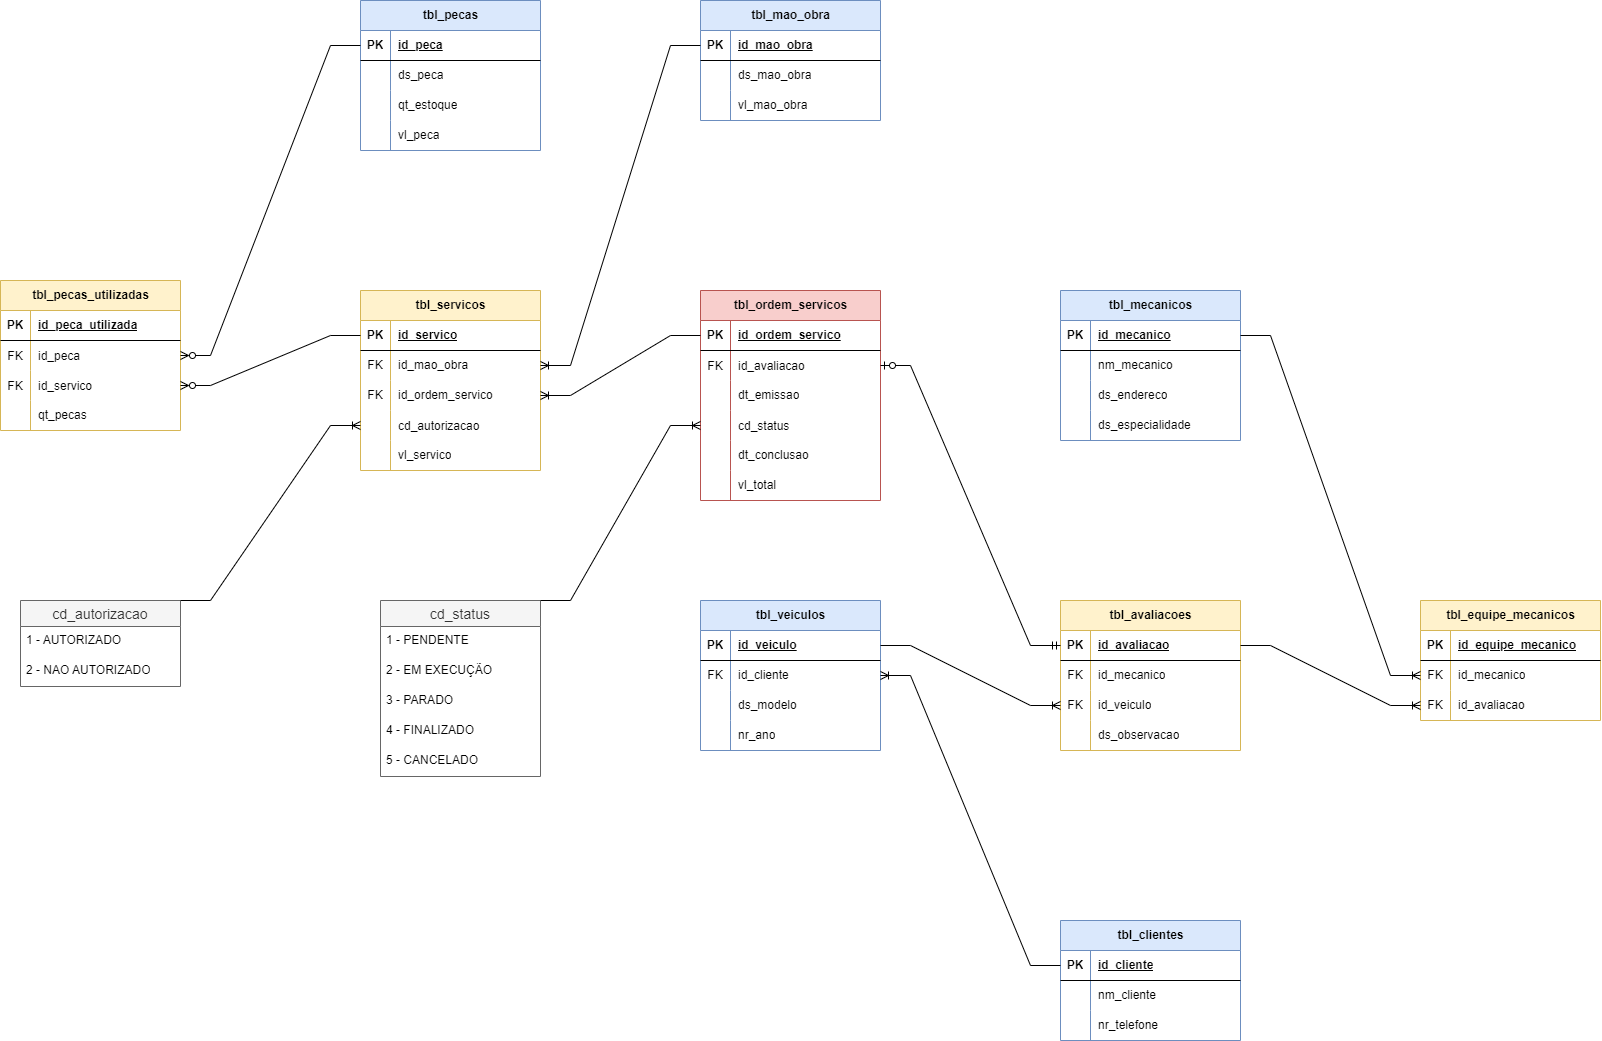 tbl_pecas
PK id_peca
ds_peca
qt_estoque
vl_peca
tbl_mao_obra
PK id_mao_obra
ds_mao_obra
vl_mao_obra
tbl_pecas_utilizadas
PK id_peca_utilizada
FK id_peca
FK id_servico
qt_pecas
tbl_servicos
PK id_servico
FK id_mao_obra
FK id_ordem_servico
cd_autorizacao
vl_servico
tbl_ordem_servicos
PK id_ordem_servico
FK id_avaliacao
dt_emissao
cd_status
dt_conclusao
vl_total
tbl_mecanicos
PK id_mecanico
nm_mecanico
ds_endereco
ds_especialidade
cd_autorizacao
1 - AUTORIZADO
2 - NAO AUTORIZADO
cd_status
1 - PENDENTE
2 - EM EXECUÇÃO
3 - PARADO
4 - FINALIZADO
5 - CANCELADO
tbl_veiculos
PK id_veiculo
FK id_cliente
ds_modelo
nr_ano
tbl_avaliacoes
PK id_avaliacao
FK id_mecanico
FK id_veiculo
ds_observacao
tbl_equipe_mecanicos
PK id_equipe_mecanico
FK id_mecanico
FK id_avaliacao
tbl_clientes
PK id_cliente
nm_cliente
nr_telefone